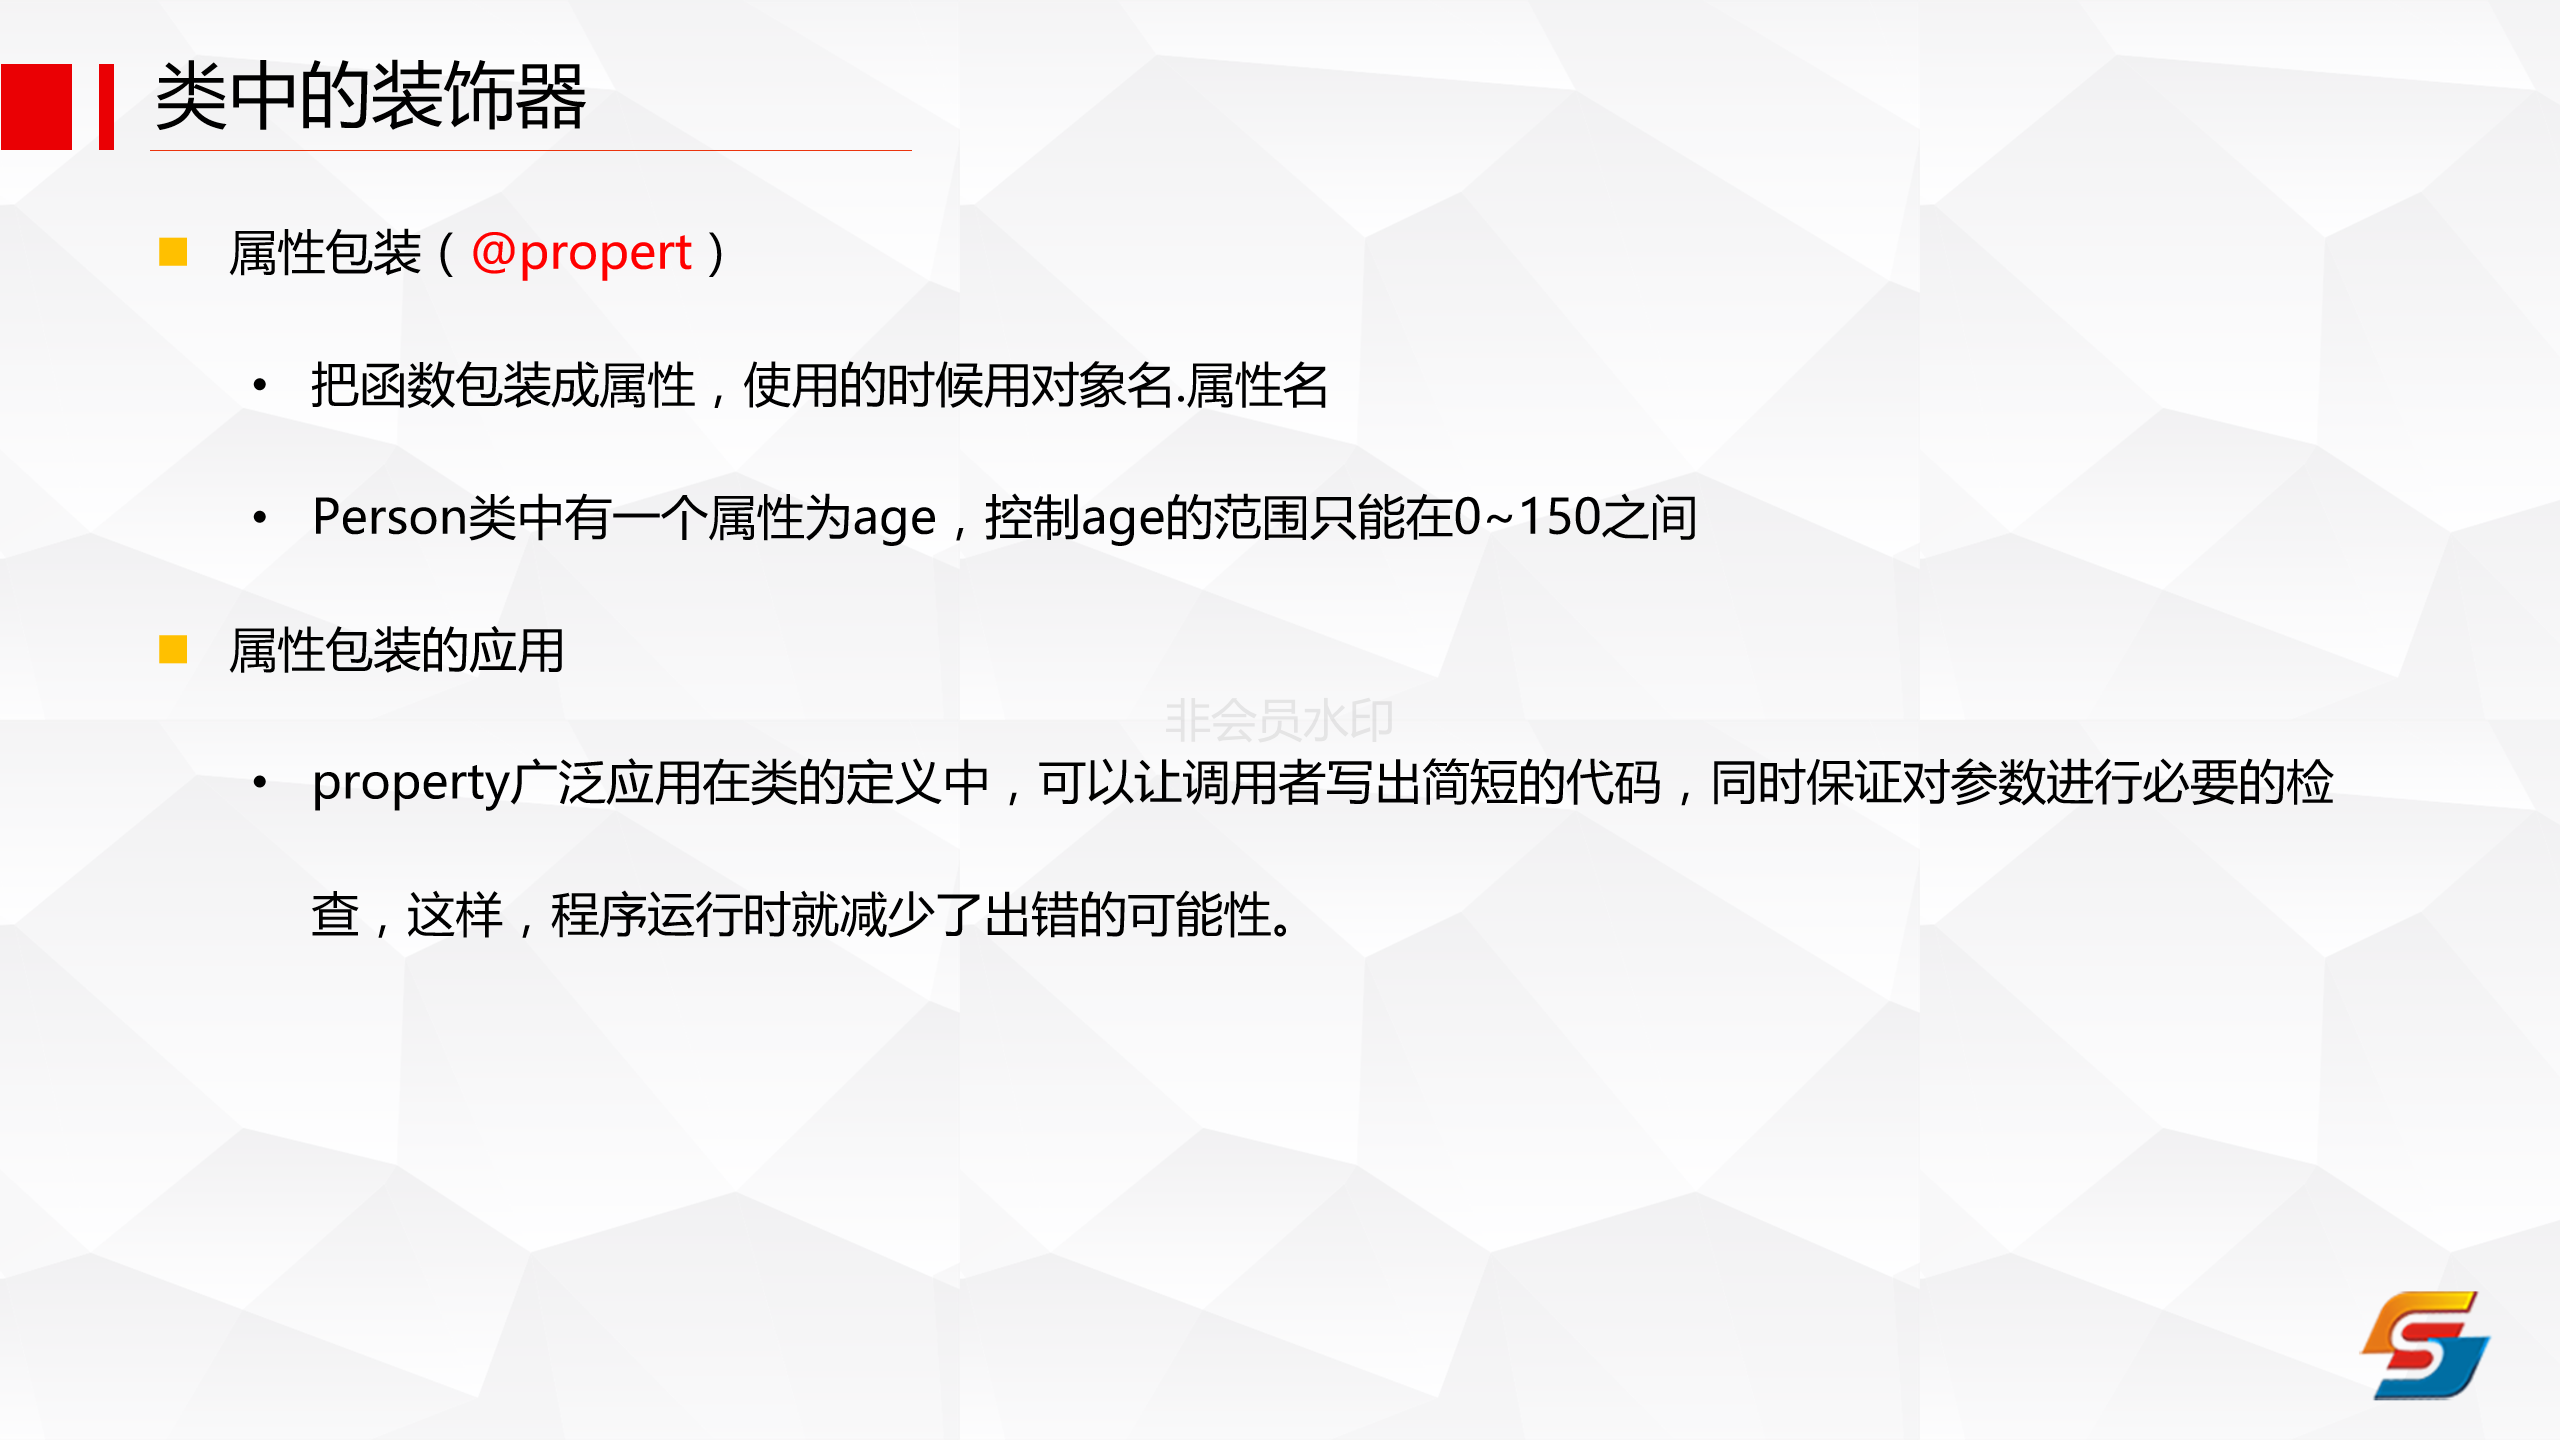 类中的装饰器
属性包装（@propert）
• 把函数包装成属性，使用的时候用对象名.属性名
• Person类中有一个属性为age，控制age的范围只能在0~150之间
属性包装的应用
非会员水印
• property广泛应用在类的定义中，可以让调用者写出简短的代码，同时保证对参数进行必要的检
查，这样，程序运行时就减少了出错的可能性。